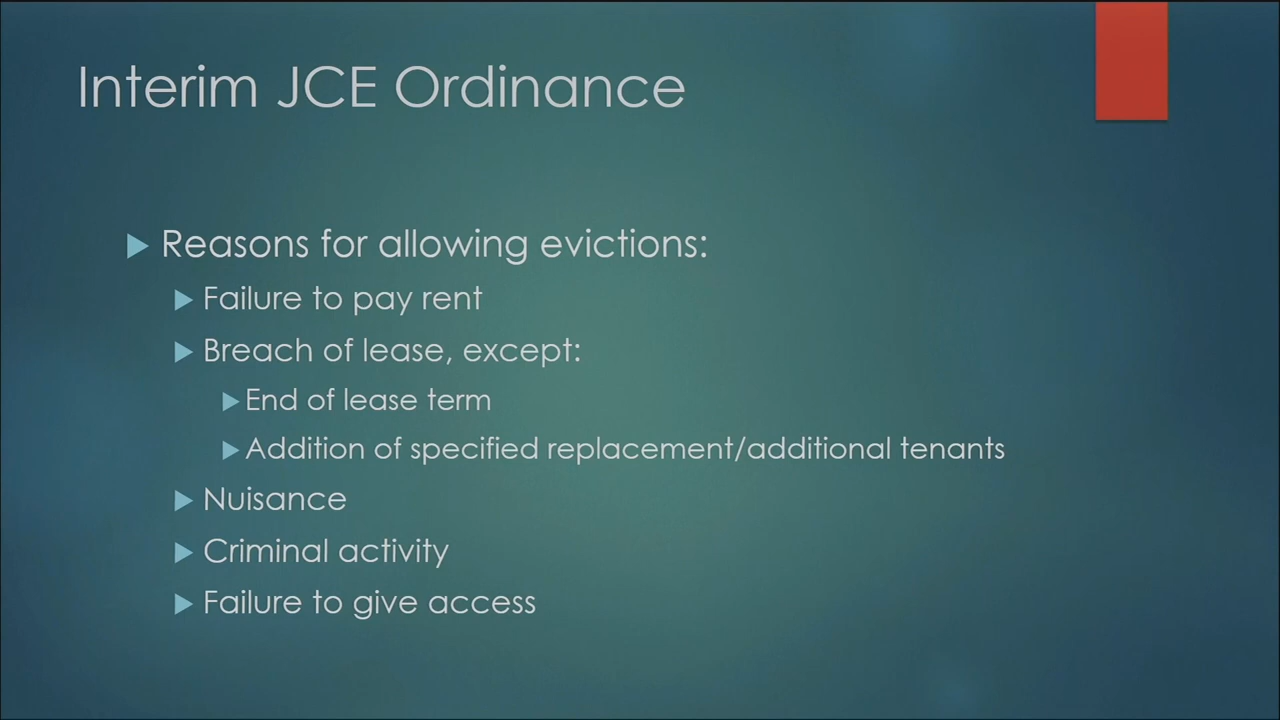 Interim JCE Ordinance
Reasons for allowing evictions:
Failure to pay rent
Breach of lease, except:
End of lease term
Addition of specified replacement/additional tenants
Nuisance
Criminal activity
Failure to give access